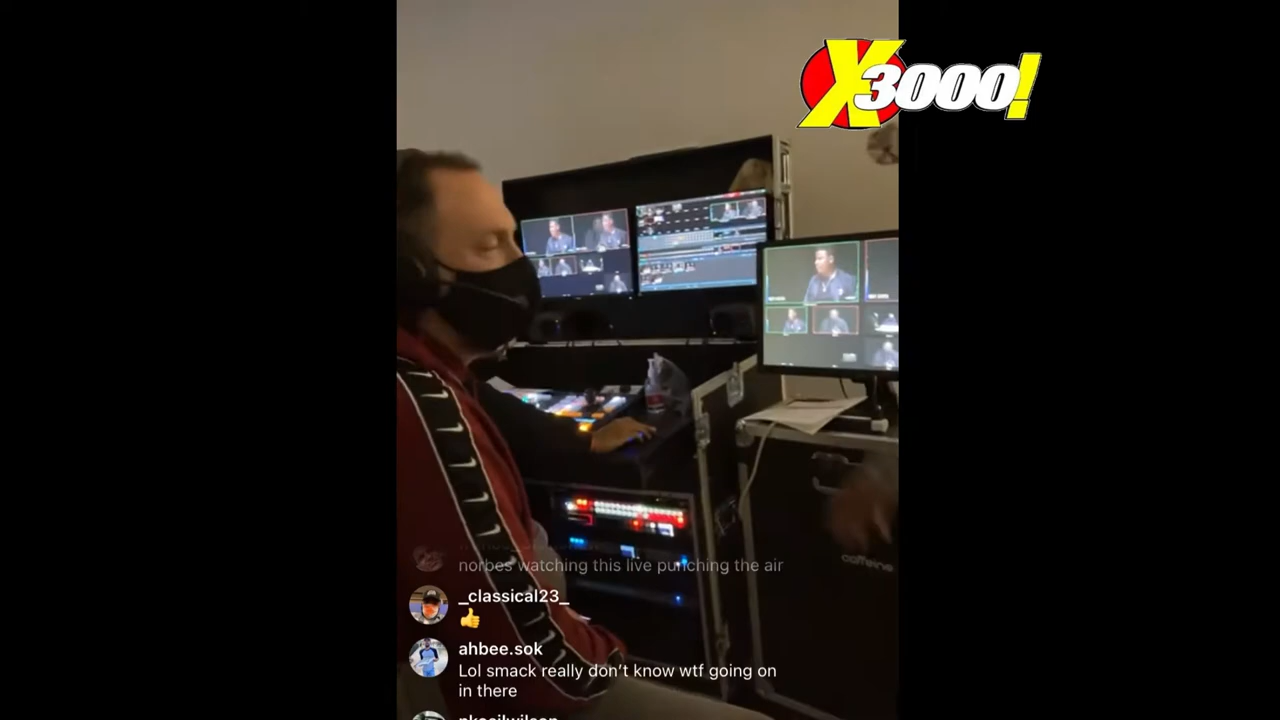 X3000!
caffeine
norbes watching this live punching the air
_classical23_
👍
ahbee.sok
Lol smack really don't know wtf going on
in there